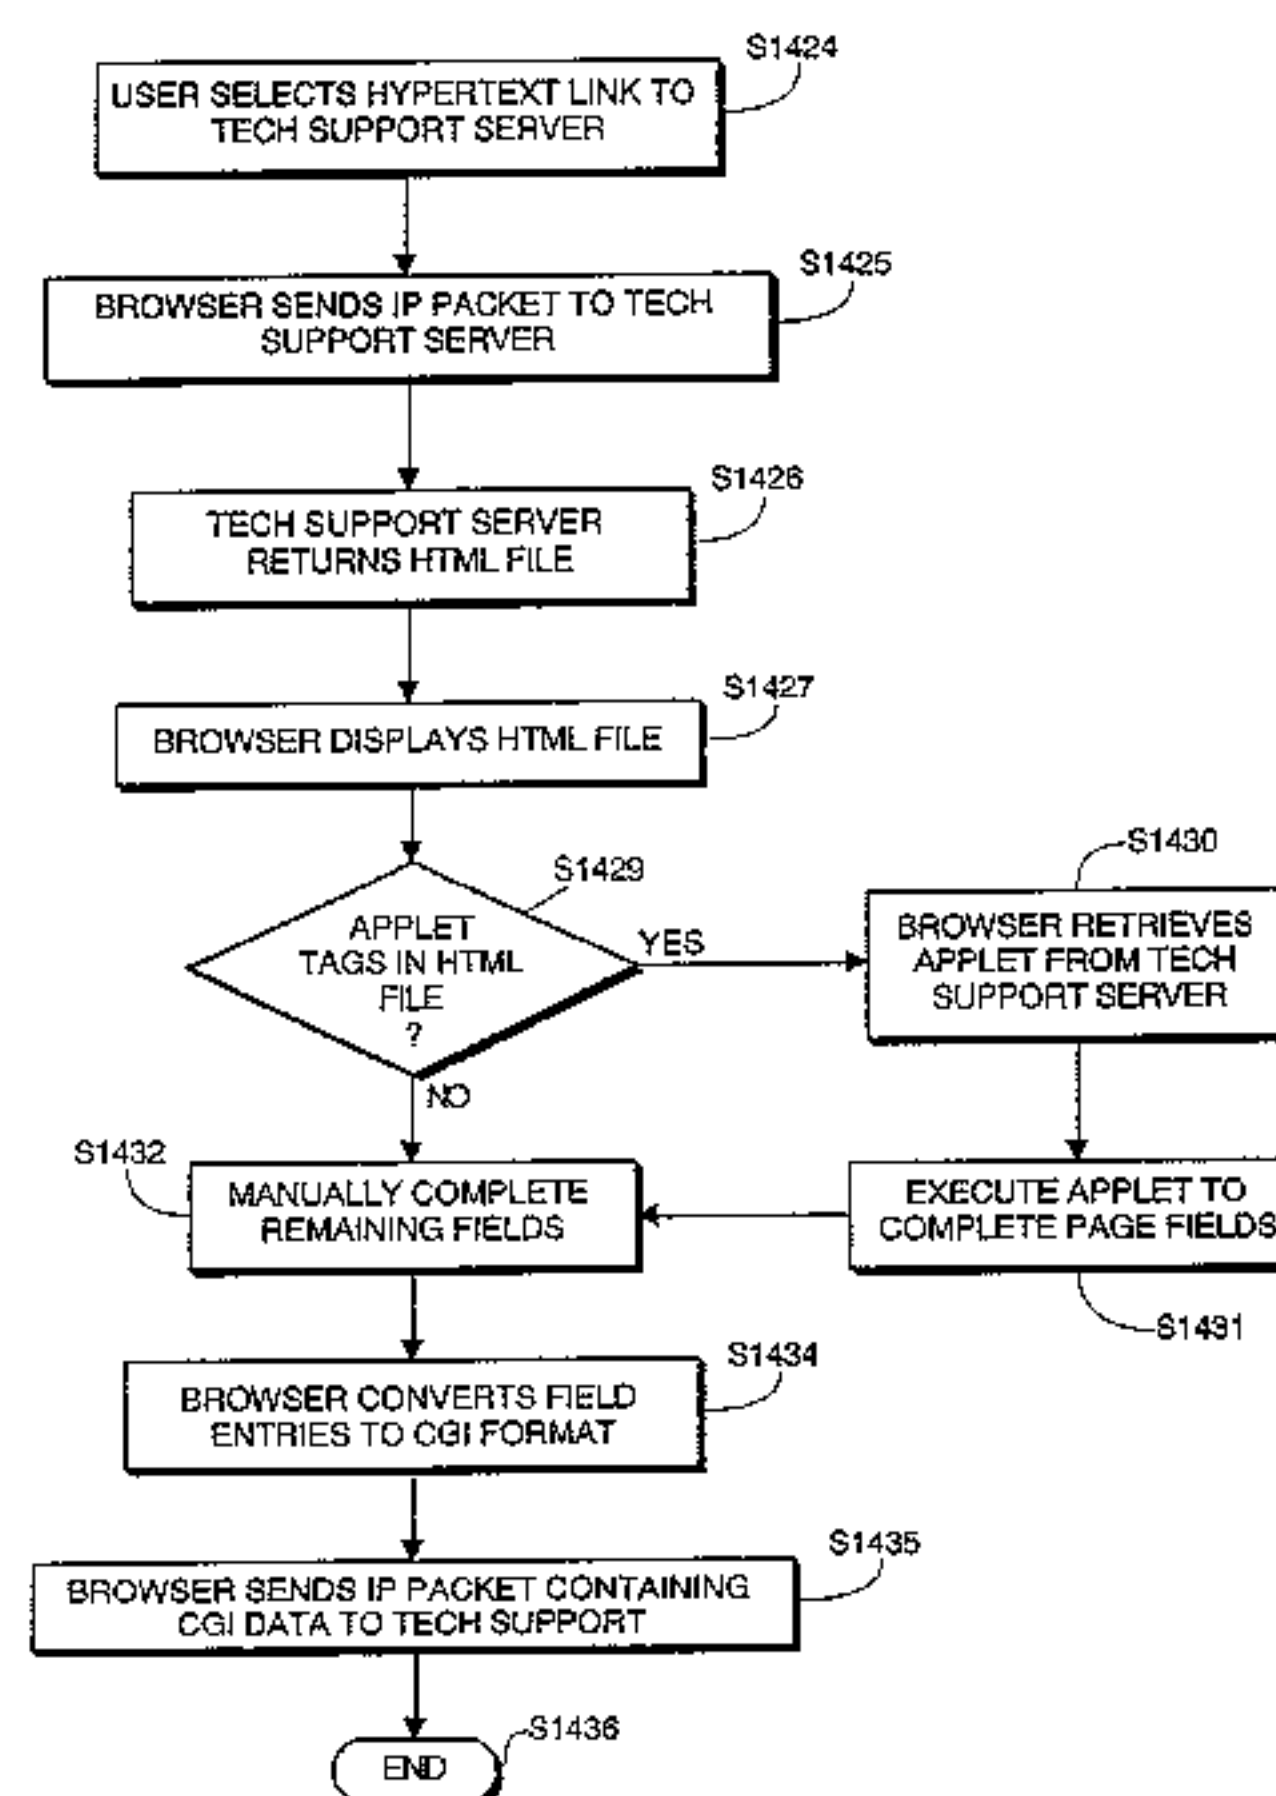 S1424
USER SELECTS HYPERTEXT LINK TO
TECH SUPPORT SERVER
S1425
BROWSER SENDS IP PACKET TO TECH
SUPPORT SERVER
S1426
TECH SUPPORT SERVER
RETURNS HTML FILE
S1427
BROWSER DISPLAYS HTML FILE
S1429
APPLET
TAGS IN HTML
FILE
?
YES
NO
S1430
BROWSER RETRIEVES
APPLET FROM TECH
SUPPORT SERVER
S1432
MANUALLY COMPLETE
REMAINING FIELDS
EXECUTE APPLET TO
COMPLETE PAGE FIELDS
S1431
S1434
BROWSER CONVERTS FIELD
ENTRIES TO CGI FORMAT
S1435
BROWSER SENDS IP PACKET CONTAINING
CGI DATA TO TECH SUPPORT
S1436
END